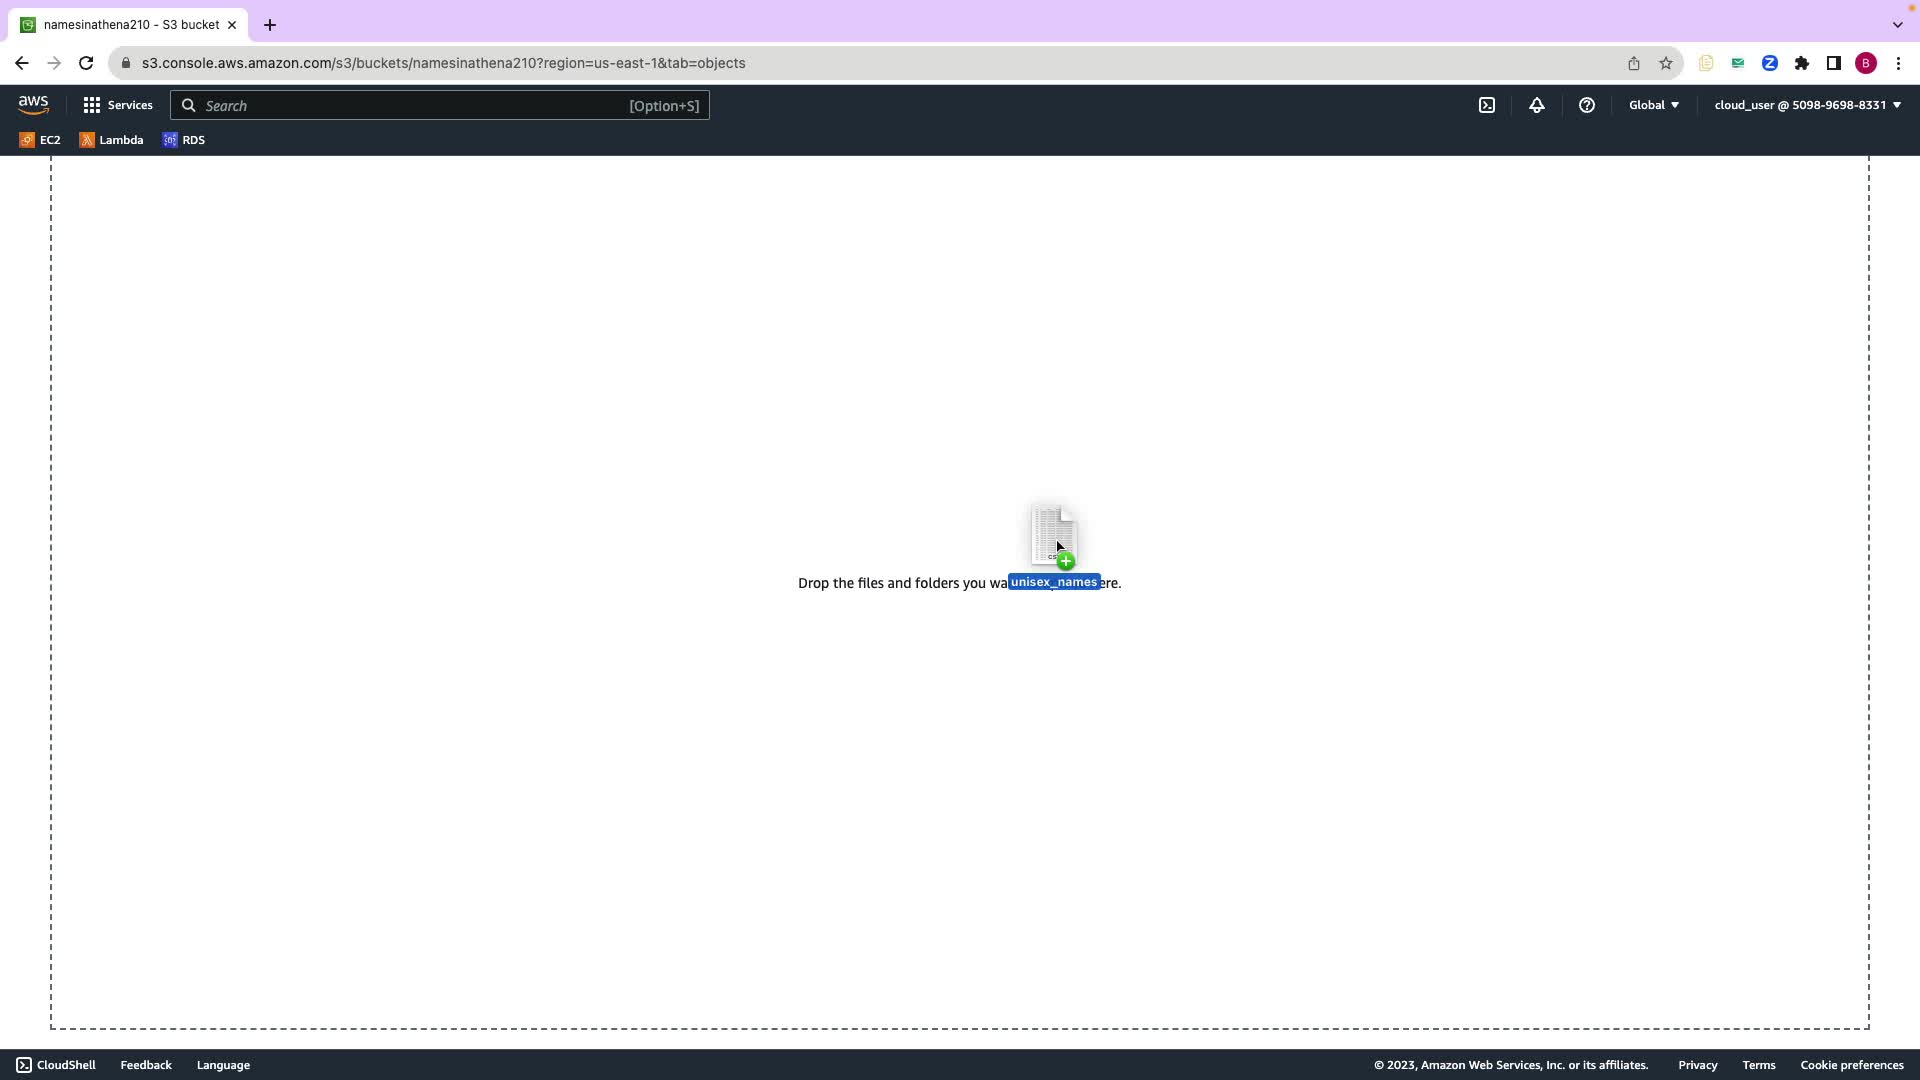 namesinathena210 - S3 bucket
s3.console.aws.amazon.com/s3/buckets/namesinathena210?region=us-east-1&tab=objects
B
aws
Services
Search
[Option+S]
Global
cloud_user @ 5098-9698-8331
EC2
Lambda
RDS
Drop the files and folders you wa
unisex_names
ere.
CloudShell
Feedback
Language
© 2023, Amazon Web Services, Inc. or its affiliates.
Privacy
Terms
Cookie preferences